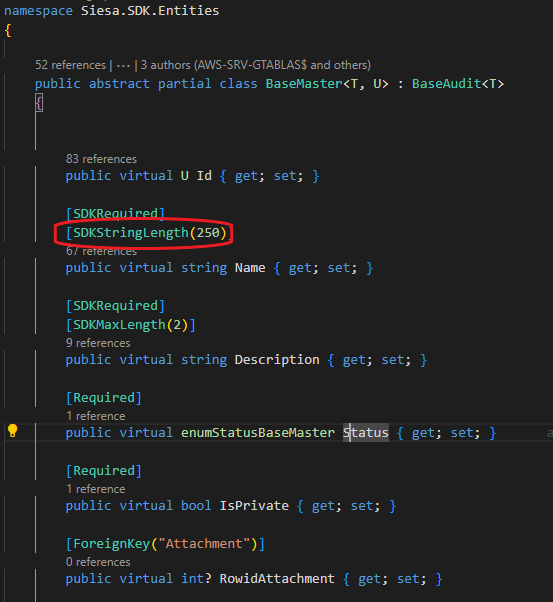 namespace Siesa.SDK.Entities
{
52 references | ··· | 3 authors (AWS-SRV-GTABLAS$ and others)
public abstract partial class BaseMaster<T, U> : BaseAudit<T>
{
83 references
public virtual U Id { get; set; }
[SDKRequired]
[SDKStringLength(250)]
67 references
public virtual string Name { get; set; }
[SDKRequired]
[SDKMaxLength(2)]
9 references
public virtual string Description { get; set; }
[Required]
1 reference
public virtual enumStatusBaseMaster Status { get; set; }
[Required]
1 reference
public virtual bool IsPrivate { get; set; }
[ForeignKey("Attachment")]
0 references
public virtual int? RowidAttachment { get; set; }